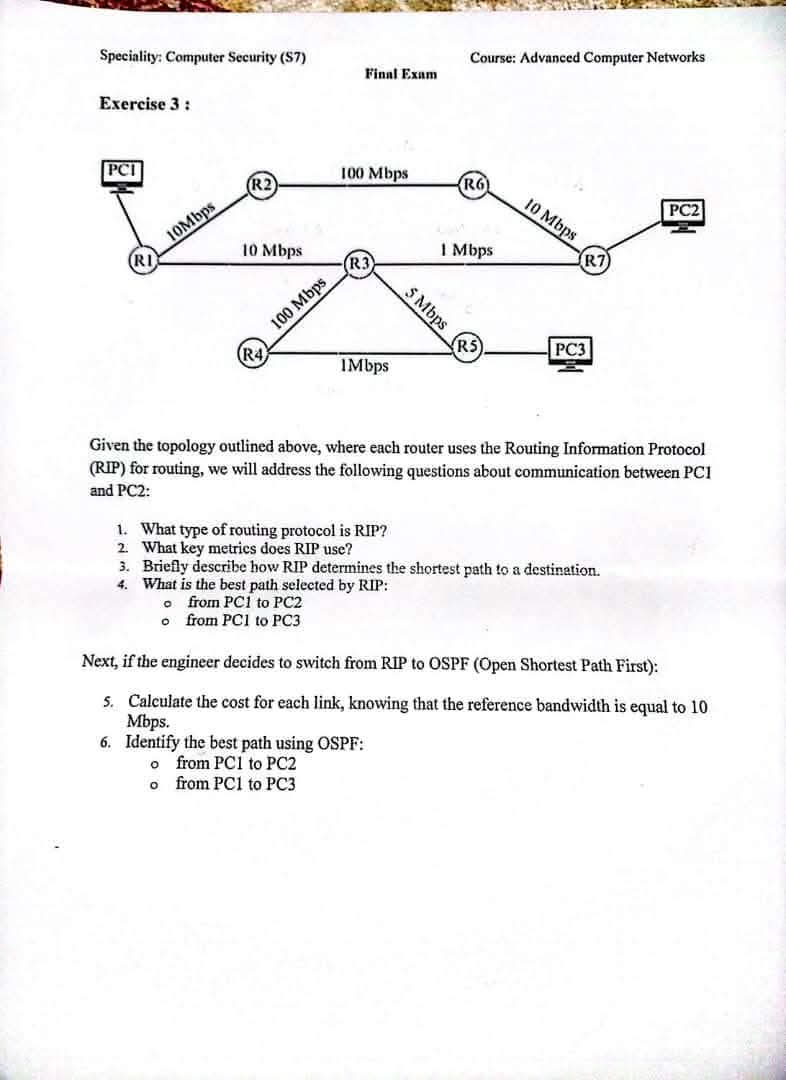 Speciality: Computer Security (S7)
Course: Advanced Computer Networks
Final Exam
Exercise 3 :
PC1
R2
100 Mbps
R6
PC2
10Mbps
10 Mbps
R1
10 Mbps
R3
1 Mbps
R7
100 Mbps
5 Mbps
R4
1Mbps
R5
PC3
Given the topology outlined above, where each router uses the Routing Information Protocol
(RIP) for routing, we will address the following questions about communication between PC1
and PC2:
1. What type of routing protocol is RIP?
2. What key metrics does RIP use?
3. Briefly describe how RIP determines the shortest path to a destination.
4. What is the best path selected by RIP:
o from PC1 to PC2
o from PC1 to PC3
Next, if the engineer decides to switch from RIP to OSPF (Open Shortest Path First):
5. Calculate the cost for each link, knowing that the reference bandwidth is equal to 10
Mbps.
6. Identify the best path using OSPF:
o from PC1 to PC2
o from PC1 to PC3